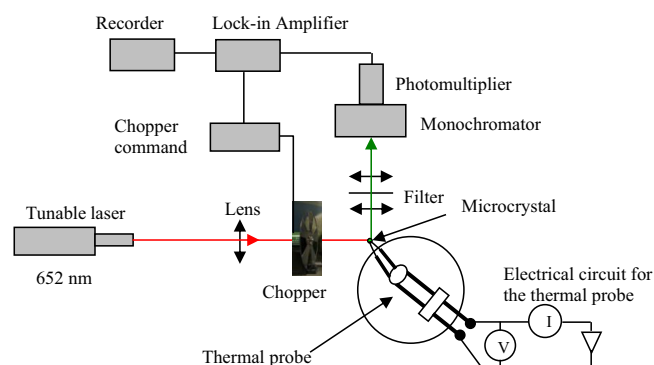 Recorder
Lock-in Amplifier
Photomultiplier
Monochromator
Chopper
command
Filter
Microcrystal
Tunable laser
Lens
652 nm
Chopper
Electrical circuit for
the thermal probe
I
V
Thermal probe